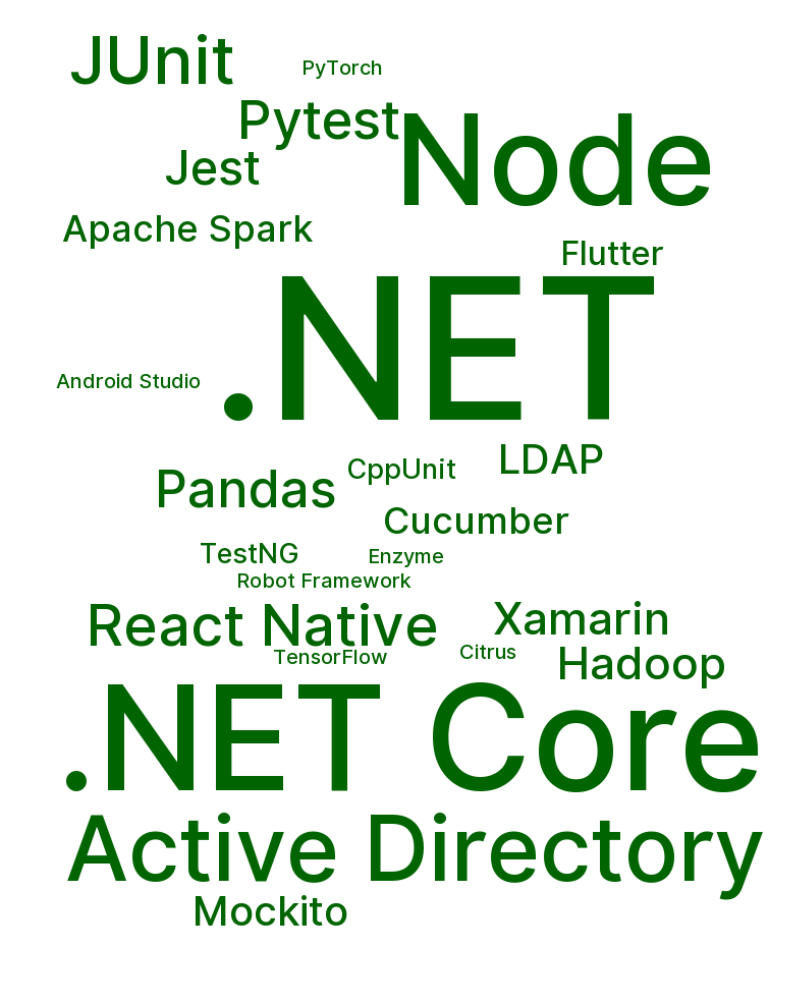 JUnit
PyTorch
Pytest
Node
Jest
Apache Spark
Flutter
.NET
Android Studio
LDAP
CppUnit
Pandas
Cucumber
TestNG
Enzyme
Robot Framework
React Native
Xamarin
TensorFlow
Citrus
Hadoop
.NET Core
Active Directory
Mockito